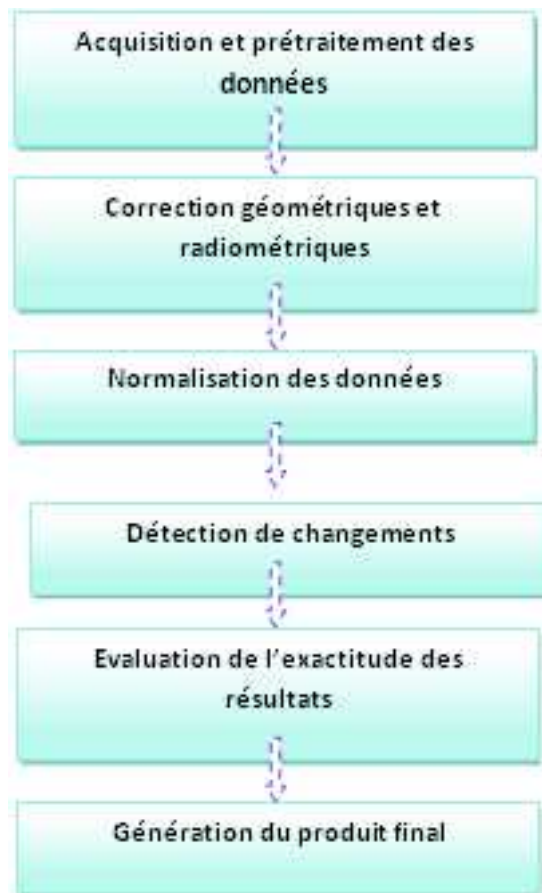 Acquisition et prétraitement des
données
Correction géométriques et
radiométriques
Normalisation des données
Détection de changements
Evaluation de l'exactitude des
résultats
Génération du produit final